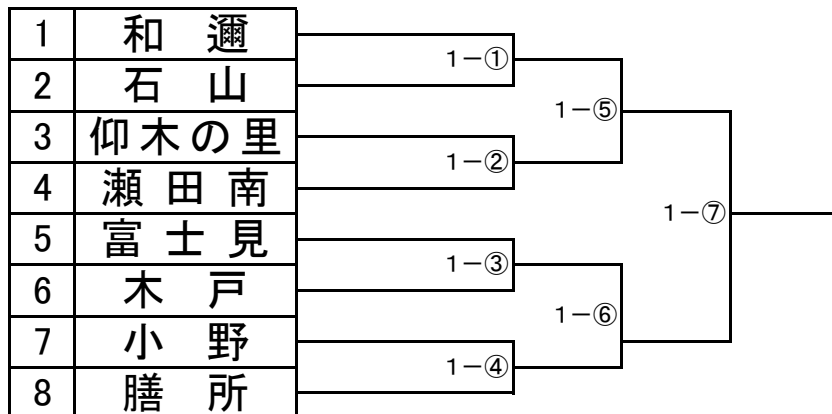 1 和 邇
1－①
2 石 山
1－⑤
3 仰木の里
1－②
4 瀬 田 南
1－⑦
5 富 士 見
1－③
6 木 戸
1－⑥
7 小 野
1－④
8 膳 所